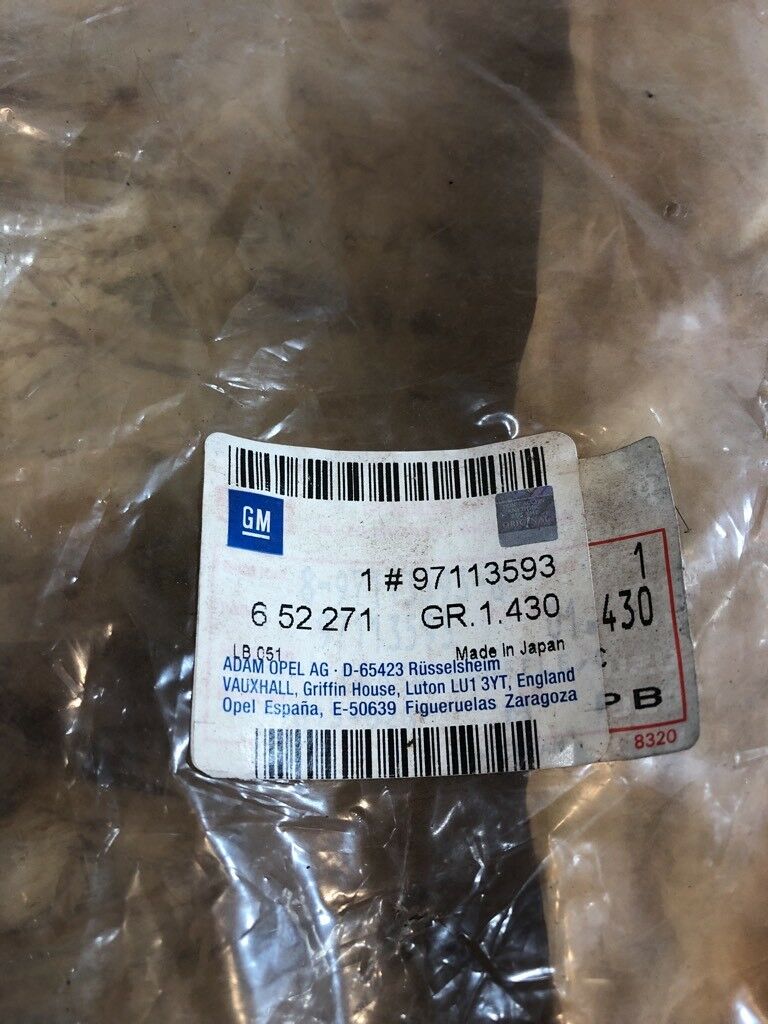 GM
ORIGINAL
1 # 97113593
6 52 271 GR.1.430
LB 051 Made in Japan
ADAM OPEL AG · D-65423 Rüsselsheim
VAUXHALL, Griffin House, Luton LU1 3YT, England
Opel España, E-50639 Figueruelas Zaragoza
1
430
C
PB
8320